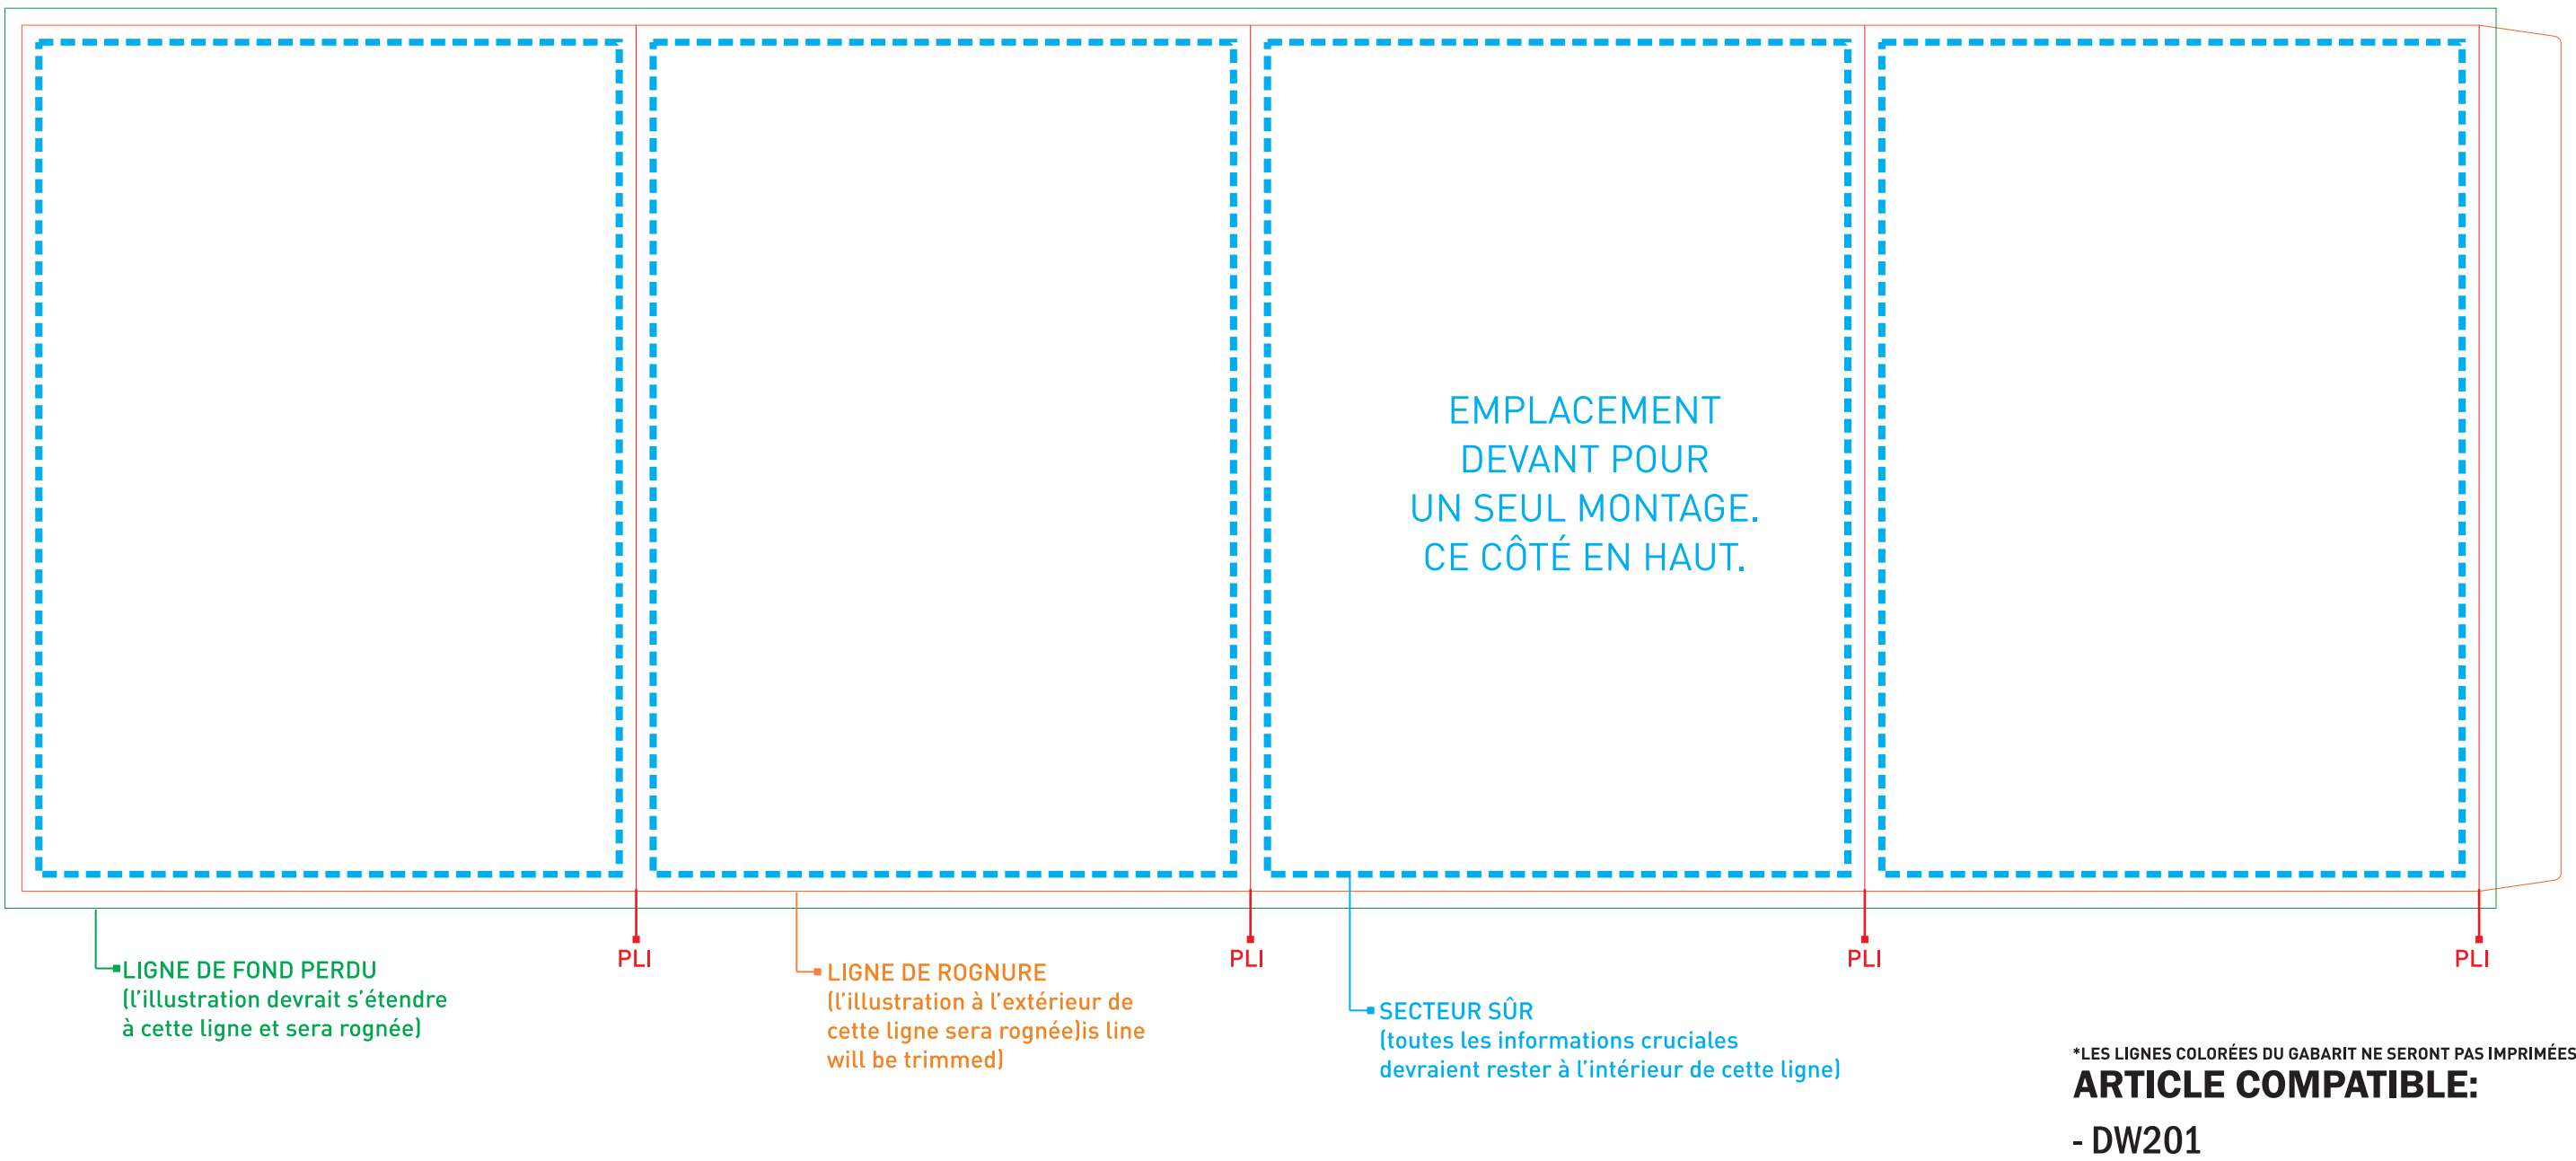 EMPLACEMENT
DEVANT POUR
UN SEUL MONTAGE.
CE CÔTÉ EN HAUT.
PLI
PLI
PLI
PLI
LIGNE DE FOND PERDU
(l’illustration devrait s’étendre
à cette ligne et sera rognée)
LIGNE DE ROGNURE
(l’illustration à l’extérieur de
cette ligne sera rognée)is line
will be trimmed)
SECTEUR SÛR
(toutes les informations cruciales
devraient rester à l’intérieur de cette ligne)
*LES LIGNES COLORÉES DU GABARIT NE SERONT PAS IMPRIMÉES
ARTICLE COMPATIBLE:
- DW201